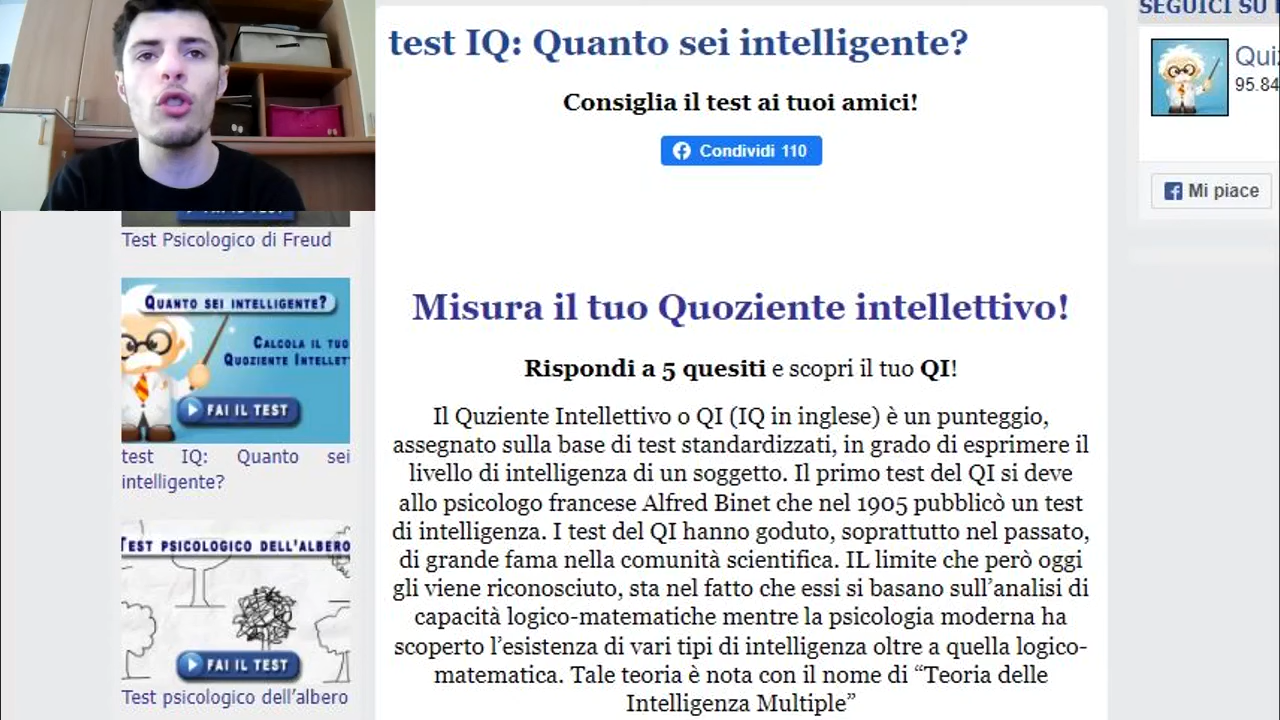 test IQ: Quanto sei intelligente?
Consiglia il test ai tuoi amici!
Condividi 110
Misura il tuo Quoziente intellettivo!
Rispondi a 5 quesiti e scopri il tuo QI!
Il Quziente Intellettivo o QI (IQ in inglese) è un punteggio,
assegnato sulla base di test standardizzati, in grado di esprimere il
livello di intelligenza di un soggetto. Il primo test del QI si deve
allo psicologo francese Alfred Binet che nel 1905 pubblicò un test
di intelligenza. I test del QI hanno goduto, soprattutto nel passato,
di grande fama nella comunità scientifica. IL limite che però oggi
gli viene riconosciuto, sta nel fatto che essi si basano sull’analisi di
capacità logico-matematiche mentre la psicologia moderna ha
scoperto l’esistenza di vari tipi di intelligenza oltre a quella logico-
matematica. Tale teoria è nota con il nome di “Teoria delle
Intelligenza Multiple”
Test Psicologico di Freud
QUANTO SEI INTELLIGENTE?
CALCOLA IL TUO
QUOZIENTE INTELLET
FAI IL TEST
test IQ: Quanto sei
intelligente?
TEST PSICOLOGICO DELL'ALBERO
FAI IL TEST
Test psicologico dell’albero
SEGUICI SU
Qui
95.84
Mi piace